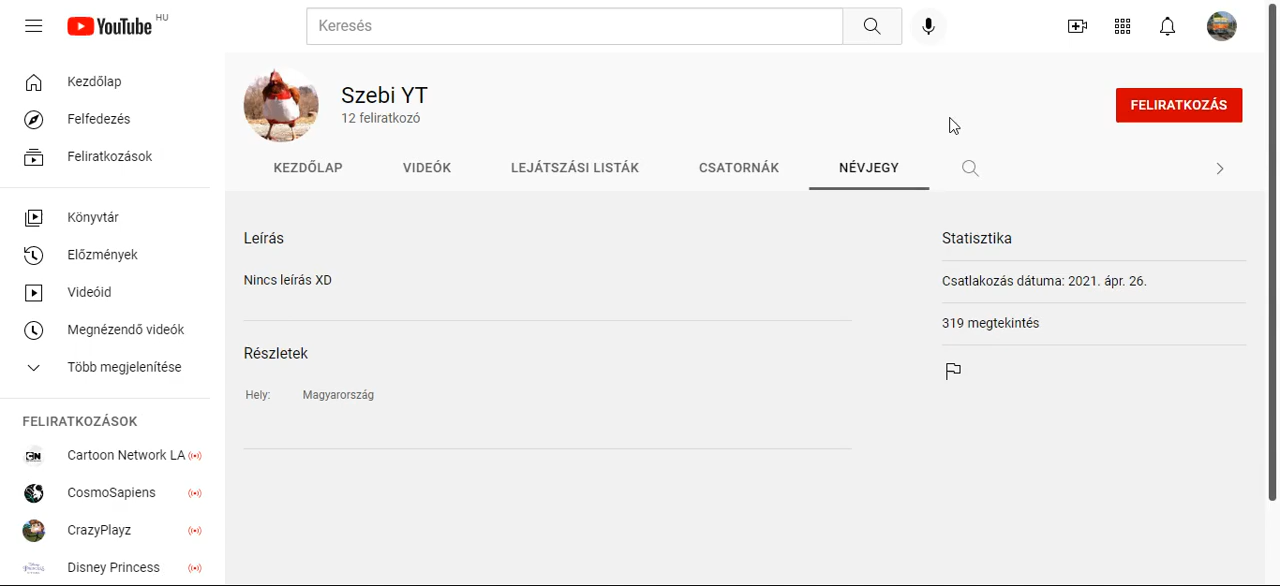 YouTube HU
Keresés
Kezdőlap
Felfedezés
Feliratkozások
Könyvtár
Előzmények
Videóid
Megnézendő videók
Több megjelenítése
FELIRATKOZÁSOK
Cartoon Network LA
CosmoSapiens
CrazyPlayz
Disney Princess
Szebi YT
12 feliratkozó
FELIRATKOZÁS
KEZDŐLAP VIDEÓK LEJÁTSZÁSI LISTÁK CSATORNÁK NÉVJEGY
Leírás
Nincs leírás XD
Részletek
Hely: Magyarország
Statisztika
Csatlakozás dátuma: 2021. ápr. 26.
319 megtekintés